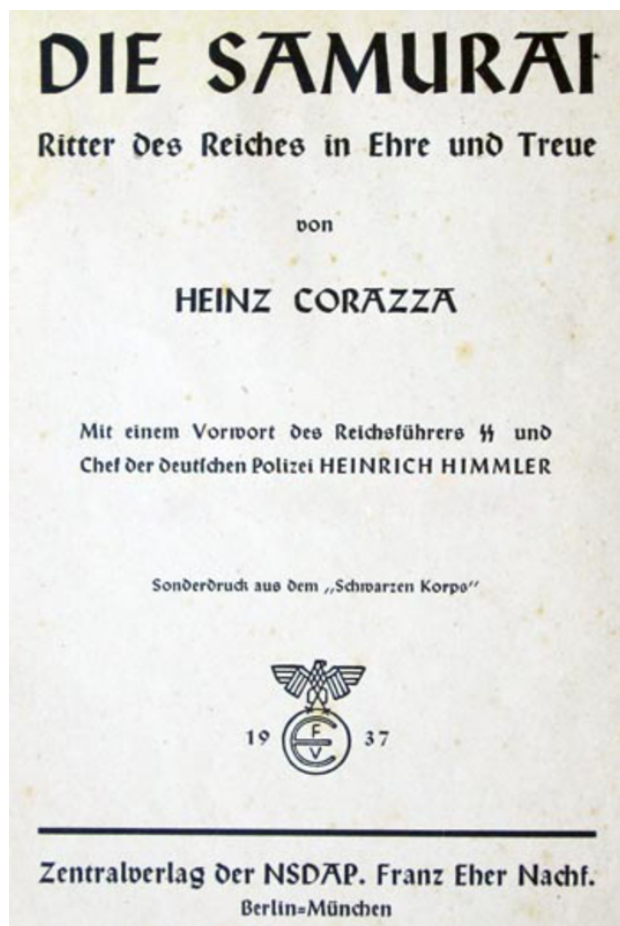 DIE SAMURAI
Ritter des Reiches in Ehre und Treue
von
HEINZ CORAZZA
Mit einem Vorwort des Reichsführers ᛋᛋ und
Chef der deutſchen Polizei HEINRICH HIMMLER
Sonderdruck aus dem „Schwarzen Korps“
19 FEV 37
Zentralverlag der NSDAP. Franz Eher Nachf.
Berlin=München